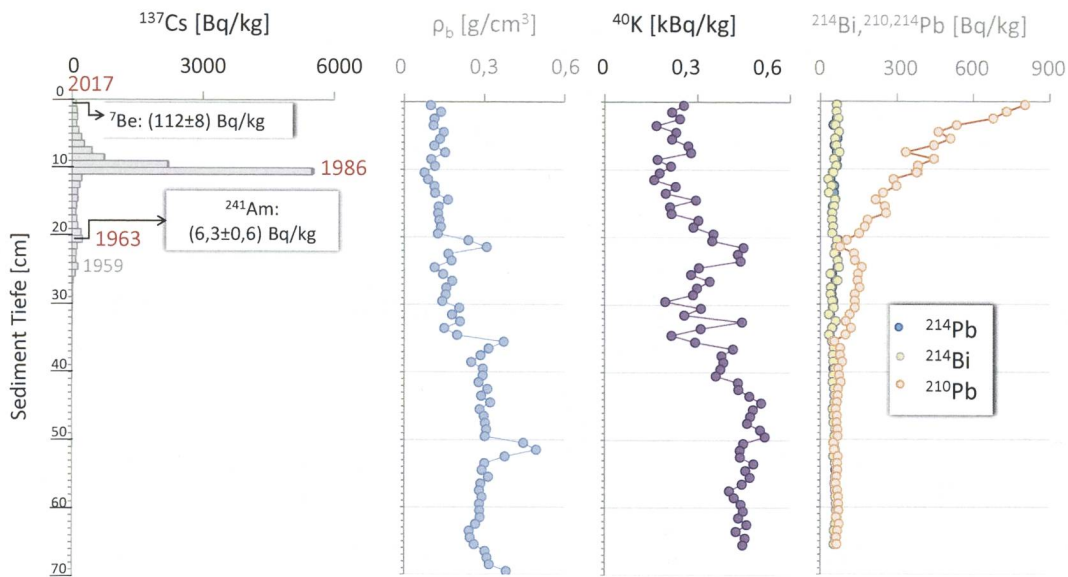 ¹³⁷Cs [Bq/kg]
ρb [g/cm³]
⁴⁰K [kBq/kg]
²¹⁴Bi,²¹⁰,²¹⁴Pb [Bq/kg]
0 3000 6000
0 0,3 0,6
0 0,3 0,6
0 300 600 900
2017
0
⁷Be: (112±8) Bq/kg
10
1986
²⁴¹Am:
(6,3±0,6) Bq/kg
20
1963
1959
30
40
50
60
70
Sediment Tiefe [cm]
²¹⁴Pb
²¹⁴Bi
²¹⁰Pb